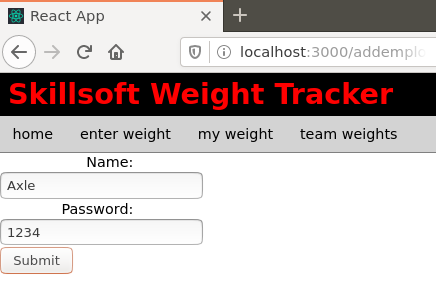 React App
localhost:3000/addemplo
Skillsoft Weight Tracker
home enter weight my weight team weights
Name:
Axle
Password:
1234
Submit